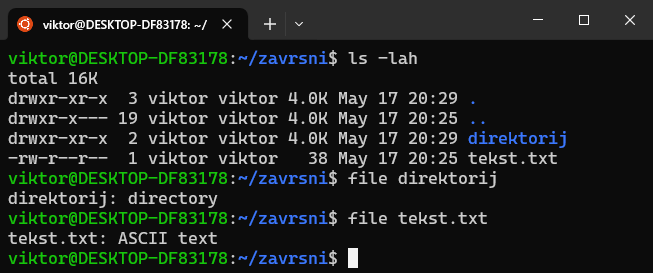 viktor@DESKTOP-DF83178: ~/
viktor@DESKTOP-DF83178:~/zavrsni$ ls -lah
total 16K
drwxr-xr-x  3 viktor viktor 4.0K May 17 20:29 .
drwxr-x--- 19 viktor viktor 4.0K May 17 20:25 ..
drwxr-xr-x  2 viktor viktor 4.0K May 17 20:29 direktorij
-rw-r--r--  1 viktor viktor   38 May 17 20:25 tekst.txt
viktor@DESKTOP-DF83178:~/zavrsni$ file direktorij
direktorij: directory
viktor@DESKTOP-DF83178:~/zavrsni$ file tekst.txt
tekst.txt: ASCII text
viktor@DESKTOP-DF83178:~/zavrsni$